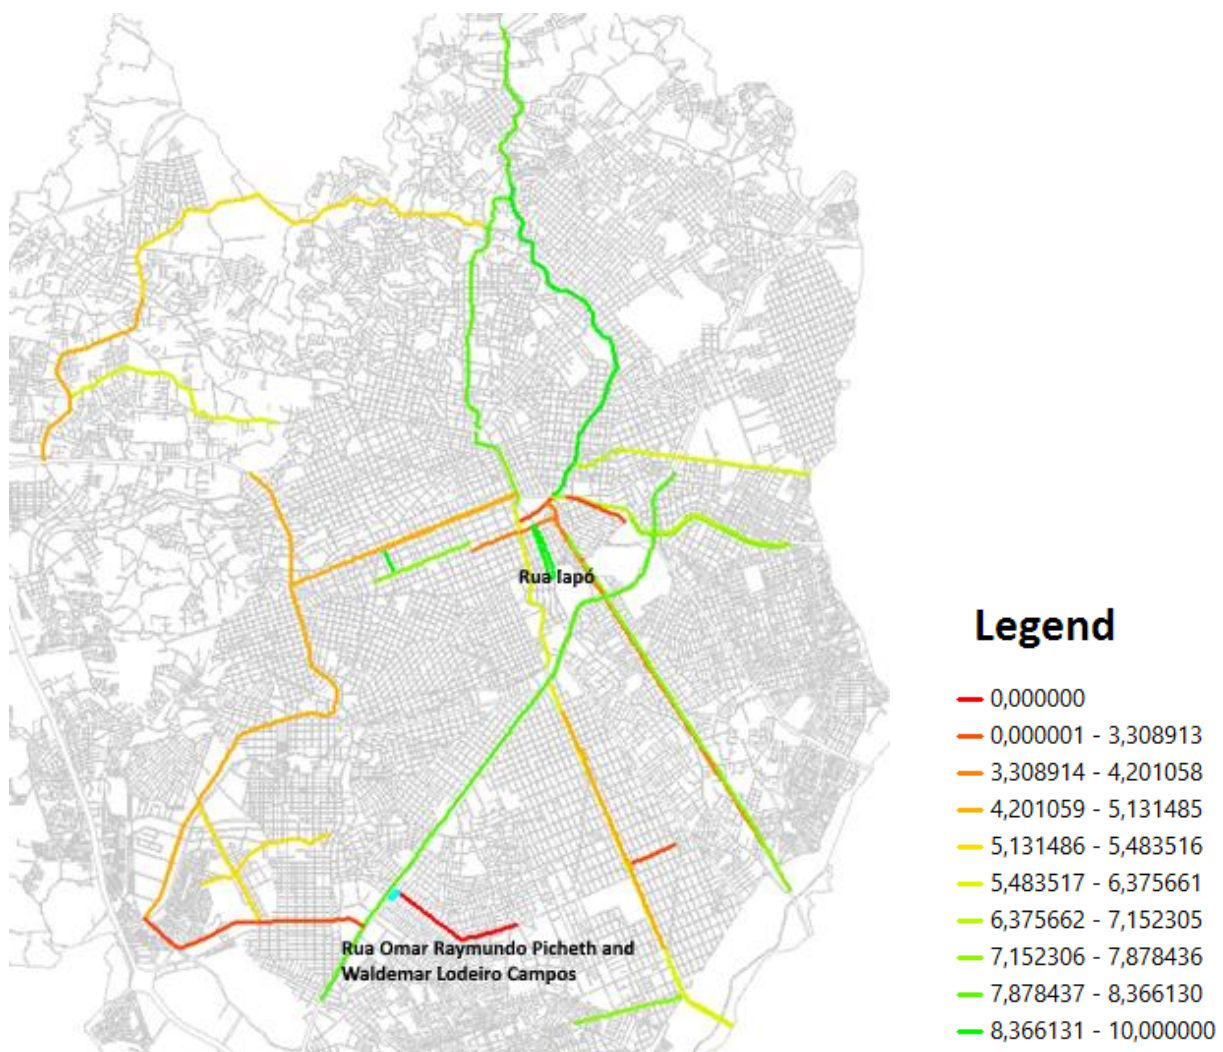 Rua Iapó
Rua Omar Raymundo Picheth and
Waldemar Lodeiro Campos
Legend
0,000000
0,000001 - 3,308913
3,308914 - 4,201058
4,201059 - 5,131485
5,131486 - 5,483516
5,483517 - 6,375661
6,375662 - 7,152305
7,152306 - 7,878436
7,878437 - 8,366130
8,366131 - 10,000000